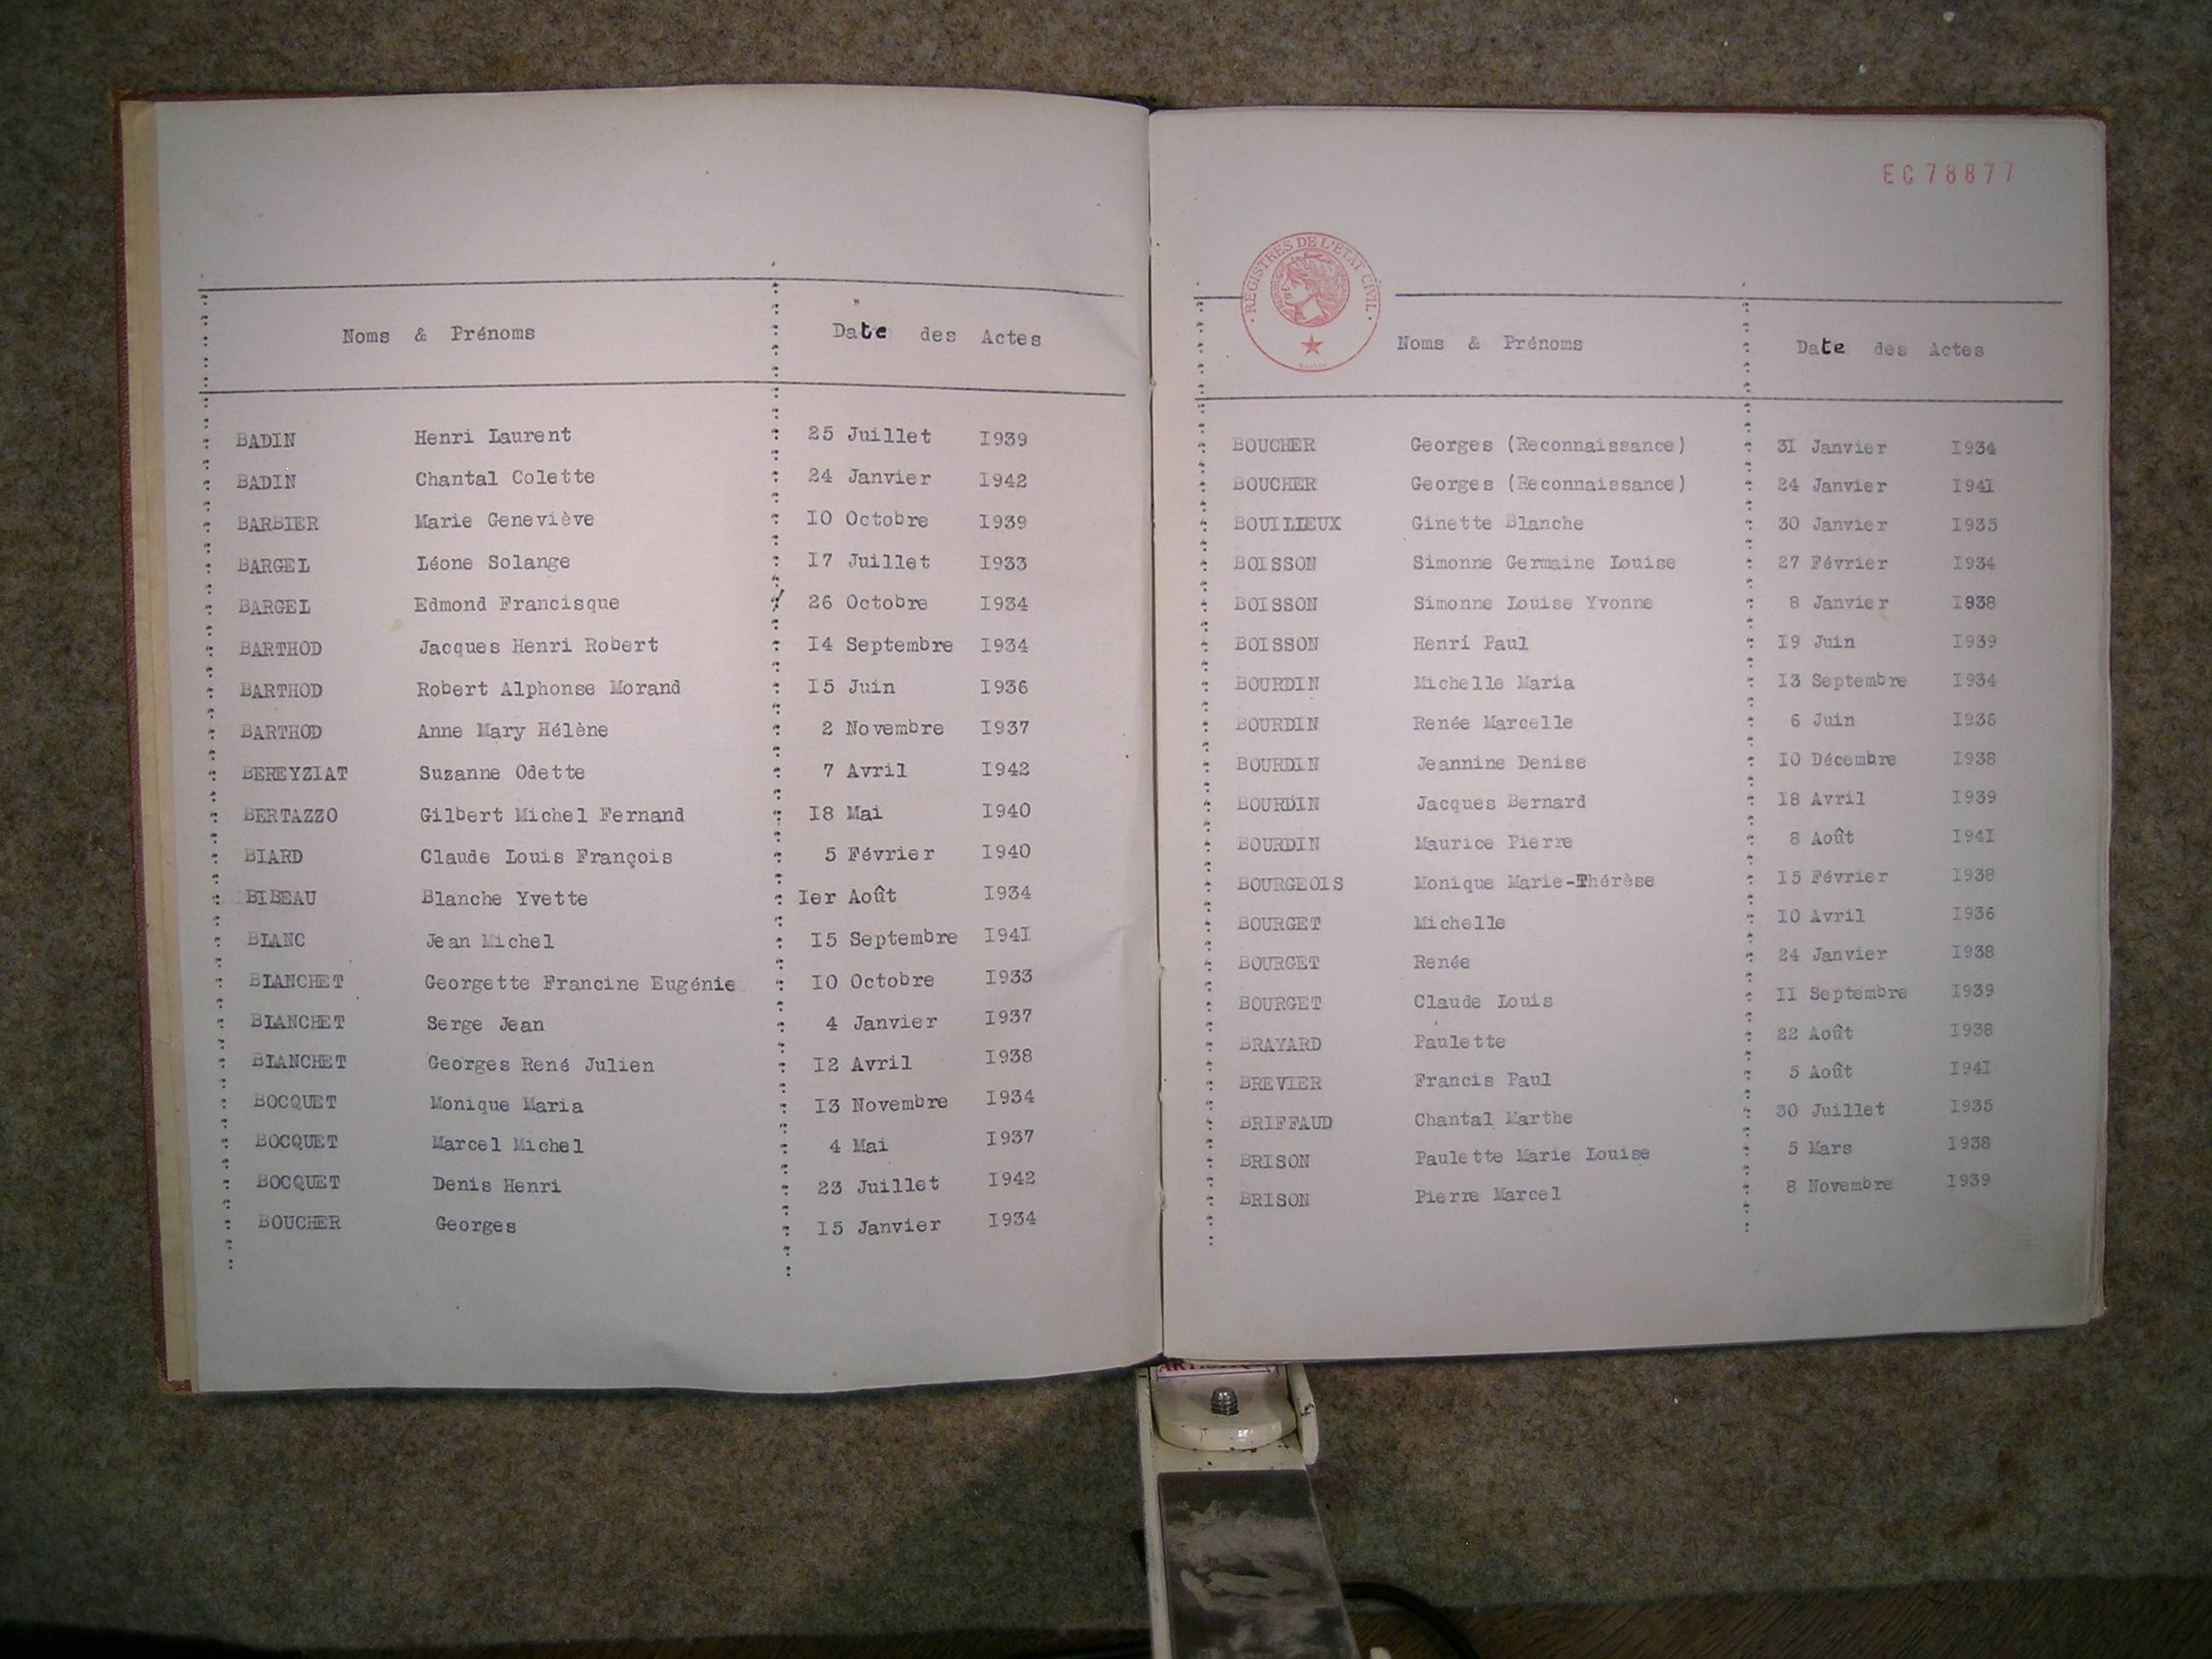 Noms & Prénoms Date des Actes
BADIN Henri Laurent 25 Juillet I939
BADIN Chantal Colette 24 Janvier I942
BARBIER Marie Geneviève IO Octobre I939
BARGEL Léone Solange I7 Juillet I933
BARGEL Edmond Francisque 26 Octobre I934
BARTHOD Jacques Henri Robert I4 Septembre I934
BARTHOD Robert Alphonse Morand I5 Juin I936
BARTHOD Anne Mary Hélène 2 Novembre I937
BEREYZIAT Suzanne Odette 7 Avril I942
BERTAZZO Gilbert Michel Fernand I8 Mai I940
BIARD Claude Louis François 5 Février I940
BIBEAU Blanche Yvette Ier Août I934
BLANC Jean Michel I5 Septembre I94I
BLANCHET Georgette Francine Eugénie IO Octobre I933
BLANCHET Serge Jean 4 Janvier I937
BLANCHET Georges René Julien I2 Avril I938
BOCQUET Monique Maria I3 Novembre I934
BOCQUET Marcel Michel 4 Mai I937
BOCQUET Denis Henri 23 Juillet I942
BOUCHER Georges I5 Janvier I934
EC78877
REGISTRES DE L'ETAT CIVIL
Noms & Prénoms Date des Actes
BOUCHER Georges (Reconnaissance) 3I Janvier I934
BOUCHER Georges (Reconnaissance) 24 Janvier I94I
BOUILLEUX Ginette Blanche 30 Janvier I935
BOISSON Simonne Germaine Louise 27 Février I934
BOISSON Simonne Louise Yvonne 8 Janvier I938
BOISSON Henri Paul I9 Juin I939
BOURDIN Michelle Maria I3 Septembre I934
BOURDIN Renée Marcelle 6 Juin I936
BOURDIN Jeannine Denise IO Décembre I938
BOURDIN Jacques Bernard I8 Avril I939
BOURDIN Maurice Pierre 8 Août I94I
BOURGEOIS Monique Marie-Thérèse I5 Février I938
BOURGET Michelle IO Avril I936
BOURGET Renée 24 Janvier I938
BOURGET Claude Louis II Septembre I939
BRAYARD Paulette 22 Août I938
BREVIER Francis Paul 5 Août I94I
BRIFFAUD Chantal Marthe 30 Juillet I935
BRISON Paulette Marie Louise 5 Mars I938
BRISON Pierre Marcel 8 Novembre I939